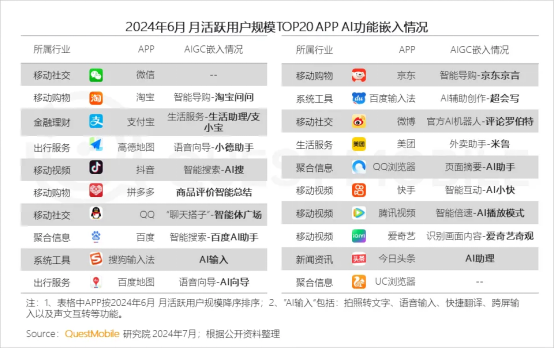 2024年6月 月活跃用户规模TOP20 APP AI功能嵌入情况
所属行业 APP AIGC嵌入情况
移动社交 微信 --
移动购物 淘宝 智能导购-淘宝问问
金融理财 支付宝 生活服务-生活助理/支小宝
出行服务 高德地图 语音向导-小德助手
移动视频 抖音 智能搜索-AI搜
移动购物 拼多多 商品评价智能总结
移动社交 QQ “聊天搭子”-智能体广场
聚合信息 百度 智能搜索-百度AI助手
系统工具 搜狗输入法 AI输入
出行服务 百度地图 语音向导-AI向导
所属行业 APP AIGC嵌入情况
移动购物 京东 智能导购-京东京言
系统工具 百度输入法 AI辅助创作-超会写
移动社交 微博 官方AI机器人-评论罗伯特
生活服务 美团 外卖助手-米鲁
聚合信息 QQ浏览器 页面摘要-AI助手
移动视频 快手 智能互动-AI小快
移动视频 腾讯视频 智能倍速-AI播放模式
移动视频 爱奇艺 识别画面内容-爱奇艺奇观
新闻资讯 今日头条 AI助理
聚合信息 UC浏览器 --
注：1、表格中APP按2024年6月 月活跃用户规模降序排序；2、“AI输入”包括：拍照转文字、语音输入、快捷翻译、跨屏输
入以及声文互转等功能。
Source：QuestMobile 研究院 2024年7月；根据公开资料整理